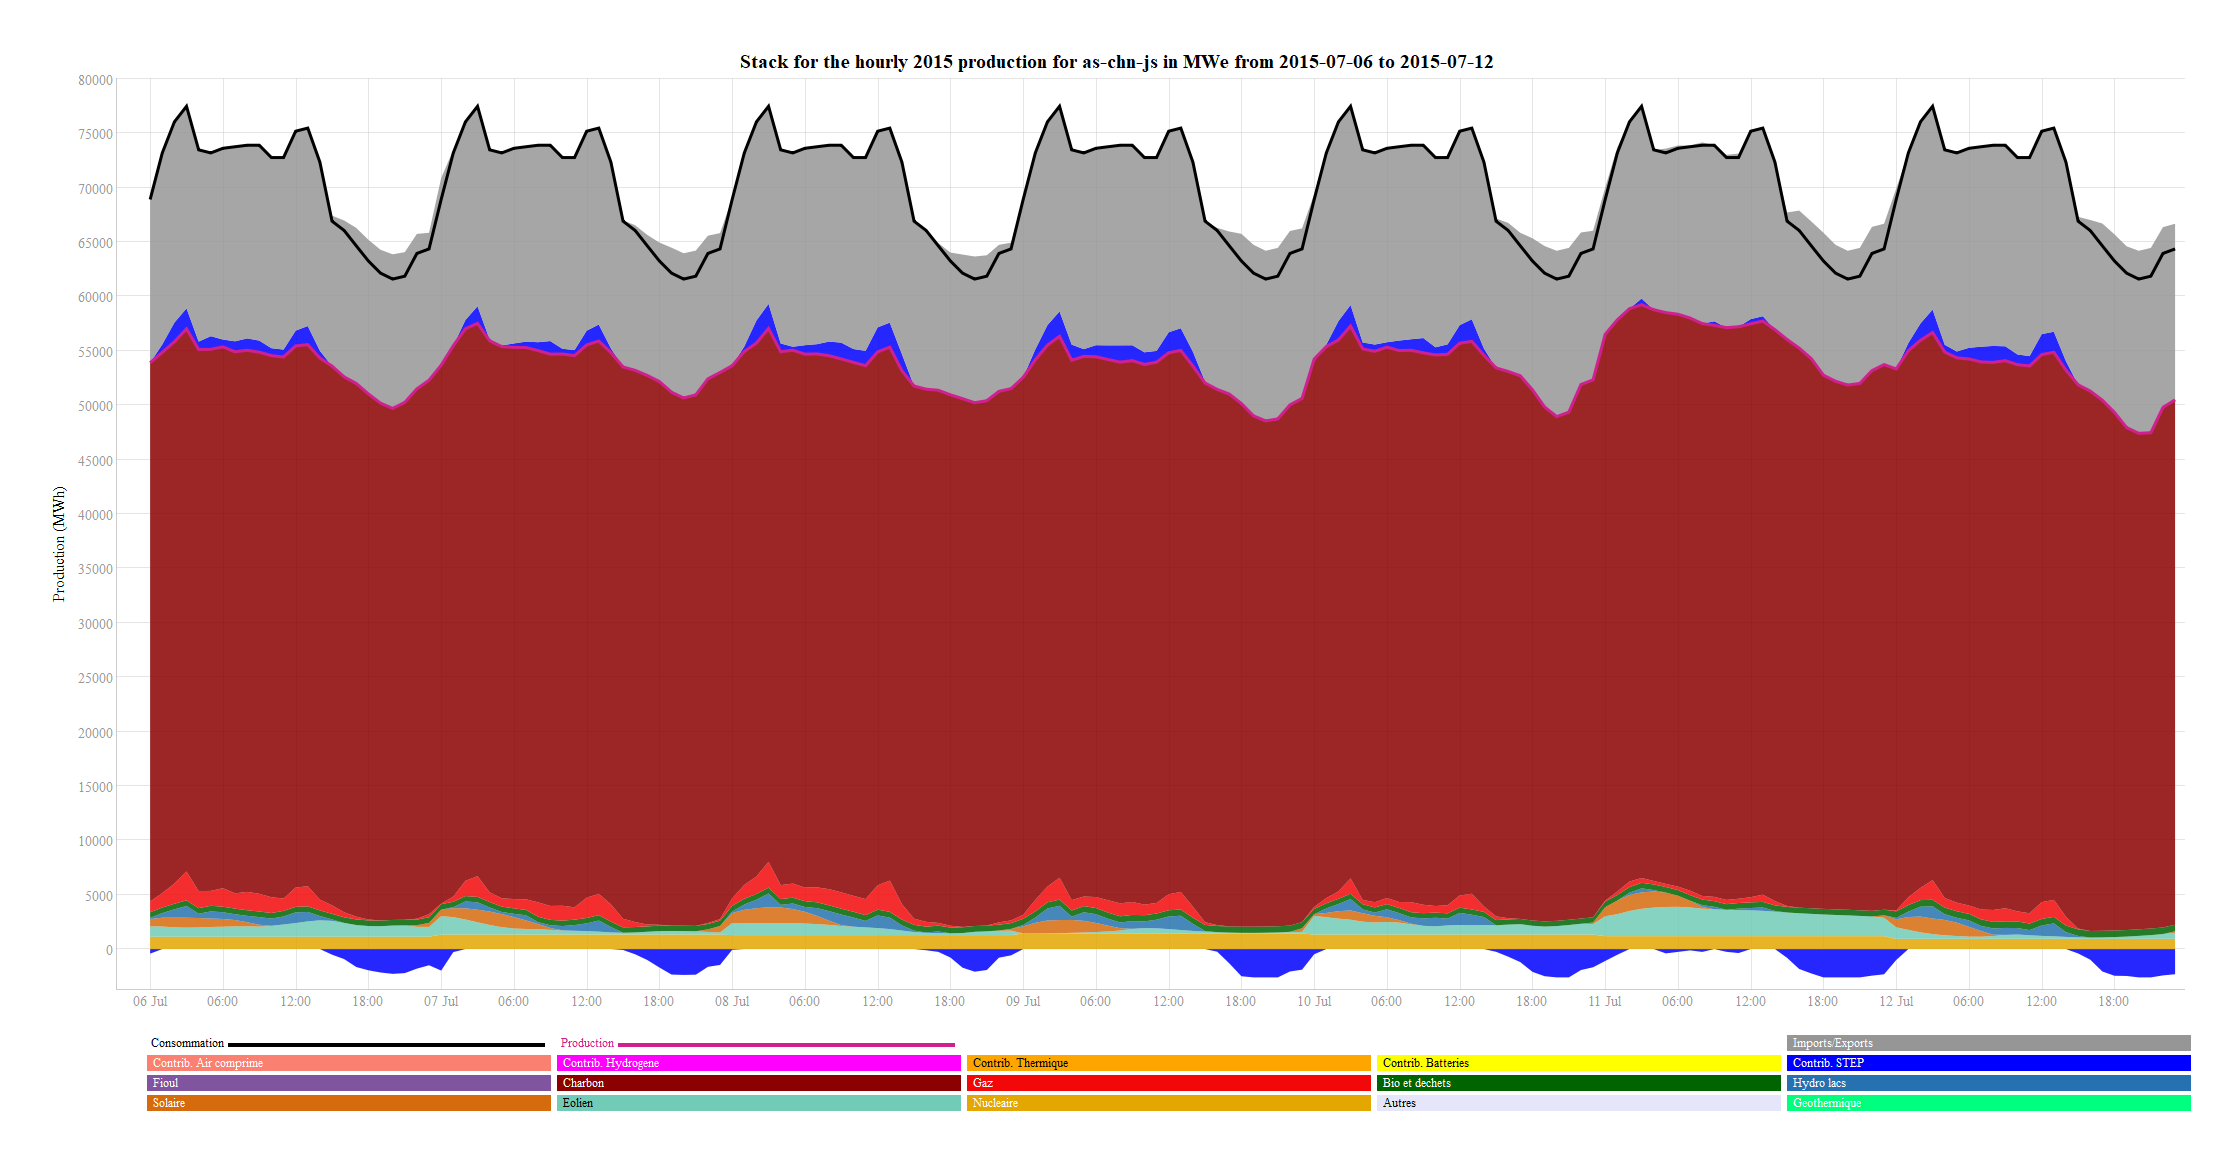 Stack for the hourly 2015 production for as-chn-js in MWe from 2015-07-06 to 2015-07-12
80000
75000
70000
65000
60000
55000
50000
45000
40000
35000
30000
25000
20000
15000
10000
5000
0
Production (MWh)
06 Jul 06:00 12:00 18:00 07 Jul 06:00 12:00 18:00 08 Jul 06:00 12:00 18:00 09 Jul 06:00 12:00 18:00 10 Jul 06:00 12:00 18:00 11 Jul 06:00 12:00 18:00 12 Jul 06:00 12:00 18:00
Consommation Production Imports/Exports
Contrib. Air comprime Contrib. Hydrogene Contrib. Thermique Contrib. Batteries Contrib. STEP
Fioul Charbon Gaz Bio et dechets Hydro lacs
Solaire Eolien Nucleaire Autres Geothermique